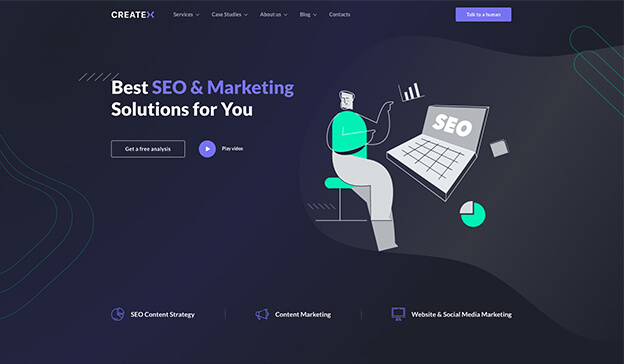 CREATEX
Services
Case Studies
About us
Blog
Contacts
Talk to a human
Best SEO & Marketing
Solutions for You
Get a free analysis
Play video
SEO
SEO Content Strategy
Content Marketing
Website & Social Media Marketing